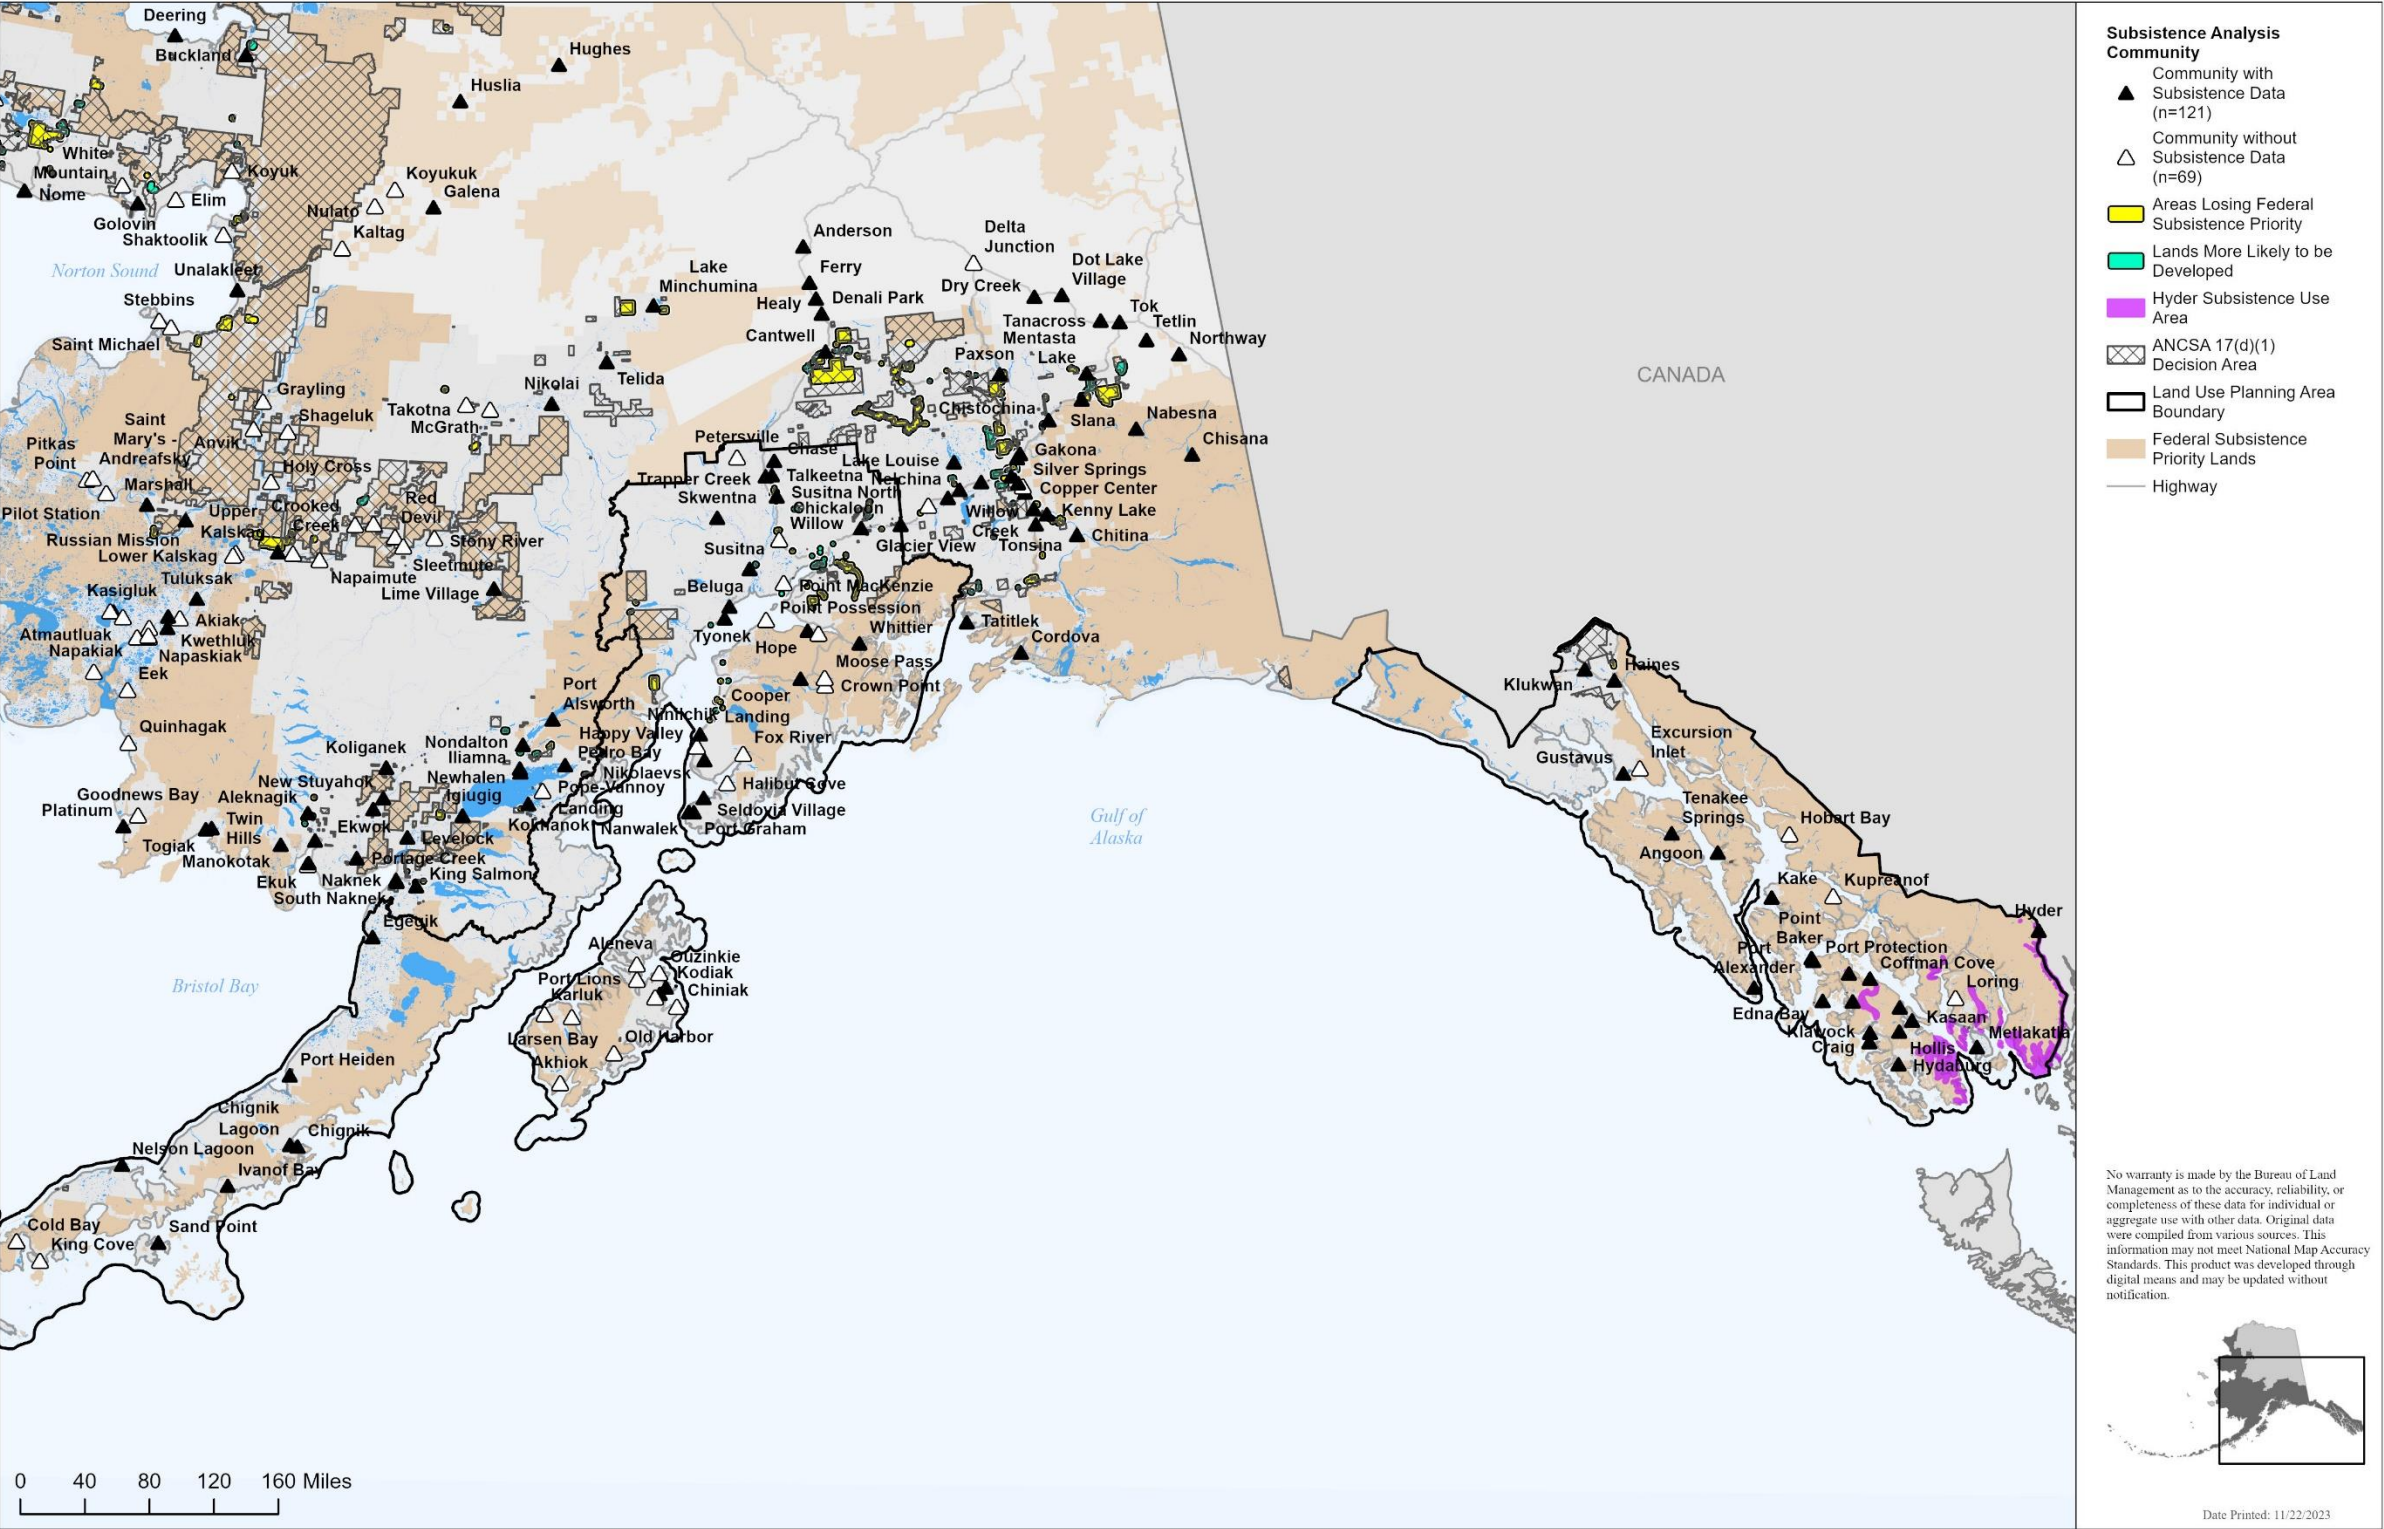 Deering
Buckland
Hughes
Huslia
White
Mountain
Nome
Koyuk
Elim
Golovin
Shaktoolik
Koyukuk
Galena
Nulato
Kaltag
Norton Sound
Unalakleet
Stebbins
Saint Michael
Anderson
Delta
Junction
Ferry
Lake
Minchumina
Healy
Denali Park
Dry Creek
Dot Lake
Village
Cantwell
Tok
Tanacross
Tetlin
Mentasta
Lake
Northway
Paxson
Nikolai
Telida
Grayling
Shageluk
Takotna
McGrath
Chistochina
Slana
Nabesna
Chisana
Saint
Mary's -
Andreafsky
Pitkas
Point
Anvik
Holy Cross
Marshall
Pilot Station
Russian Mission
Upper
Kalskag
Lower Kalskag
Crooked
Creek
Red
Devil
Stony River
Sleetmute
Napaimute
Lime Village
Tuluksak
Kasigluk
Akiak
Atmautluak
Kwethluk
Napakiak
Napaskiak
Eek
Quinhagak
Petersville
Chase
Lake Louise
Gakona
Trapper Creek
Talkeetna
Nelchina
Silver Springs
Skwentna
Susitna North
Copper Center
Chickaloon
Willow
Willow
Creek
Kenny Lake
Susitna
Glacier View
Tonsina
Chitina
Beluga
Point MacKenzie
Point Possession
Whittier
Tatitlek
Tyonek
Hope
Cordova
Moose Pass
Crown Point
Cooper
Landing
Port
Alsworth
Ninilchik
Happy Valley
Fox River
Nondalton
Iliamna
Pedro Bay
Nikolaevsk
Newhalen
Pope-Vannoy
Landing
Halibut Cove
Igiugig
Kokhanok
Seldovia Village
Nanwalek
Port Graham
Koliganek
New Stuyahok
Goodnews Bay
Platinum
Aleknagik
Twin
Hills
Ekwok
Levelock
Togiak
Manokotak
Portage Creek
Ekuk
Naknek
King Salmon
South Naknek
Egegik
Bristol Bay
Aleneva
Ouzinkie
Port Lions
Kodiak
Karluk
Chiniak
Larsen Bay
Old Harbor
Akhiok
Port Heiden
Chignik
Lagoon
Chignik
Nelson Lagoon
Ivanof Bay
Cold Bay
King Cove
Sand Point
Gulf of
Alaska
CANADA
Haines
Klukwan
Excursion
Inlet
Gustavus
Tenakee
Springs
Hobart Bay
Angoon
Kake
Kupreanof
Hyder
Point
Baker
Port Protection
Port
Alexander
Coffman Cove
Loring
Edna Bay
Kasaan
Klawock
Metlakatla
Craig
Hollis
Hydaburg
0 40 80 120 160 Miles
Subsistence Analysis
Community
Community with
Subsistence Data
(n=121)
Community without
Subsistence Data
(n=69)
Areas Losing Federal
Subsistence Priority
Lands More Likely to be
Developed
Hyder Subsistence Use
Area
ANCSA 17(d)(1)
Decision Area
Land Use Planning Area
Boundary
Federal Subsistence
Priority Lands
Highway
No warranty is made by the Bureau of Land
Management as to the accuracy, reliability, or
completeness of these data for individual or
aggregate use with other data. Original data
were compiled from various sources. This
information may not meet National Map Accuracy
Standards. This product was developed through
digital means and may be updated without
notification.
Date Printed: 11/22/2023